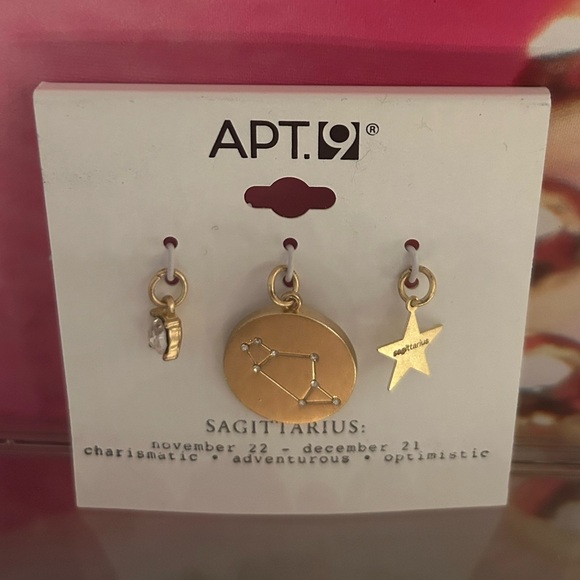 APT.9®
sagittarius
SAGITTARIUS:
november 22 - december 21
charismatic • adventurous • optimistic